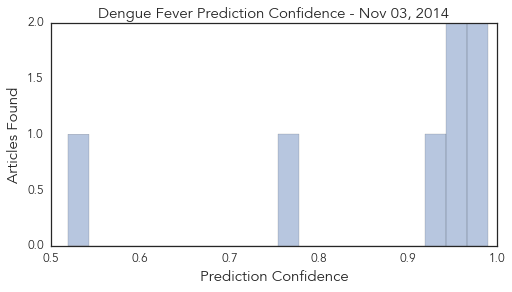 Dengue Fever Prediction Confidence - Nov 03, 2014
2.0
1.5
1.0
0.5
0.0
Articles Found
0.5 0.6 0.7 0.8 0.9 1.0
Prediction Confidence